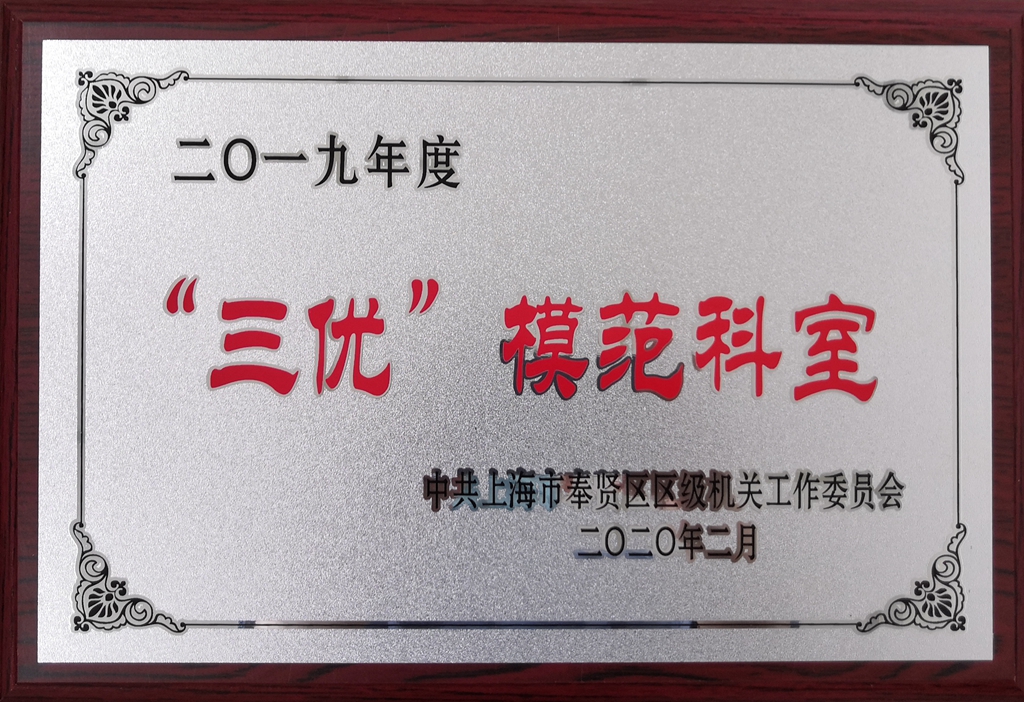 二〇一九年度
“三优”模范科室
中共上海市奉贤区区级机关工作委员会
二〇二〇年二月